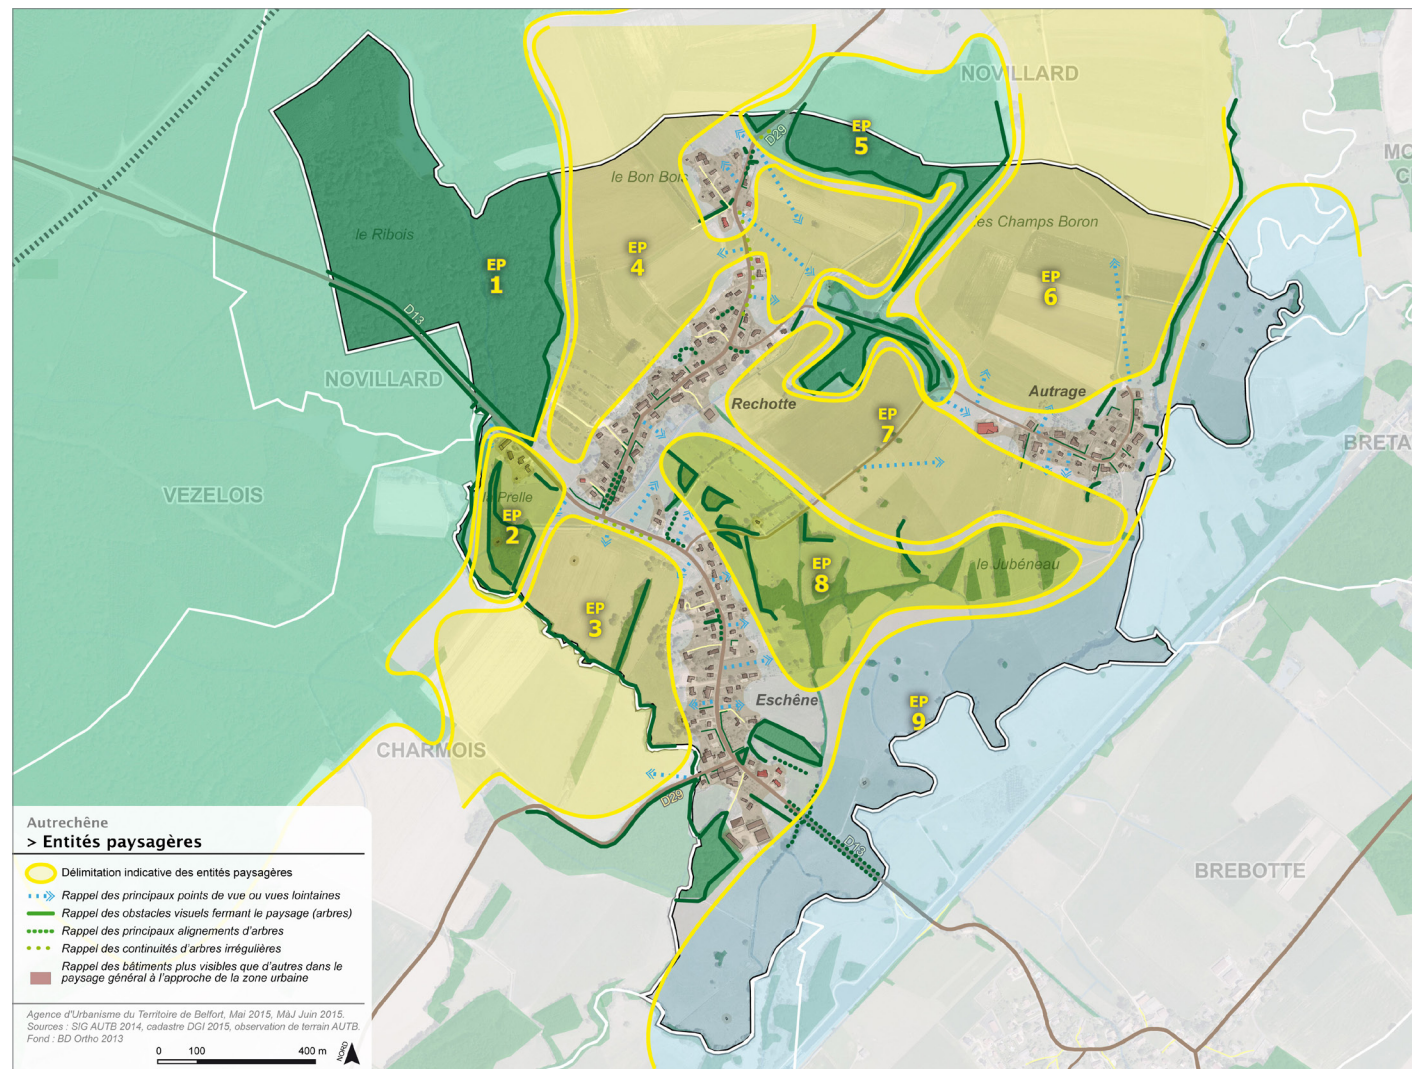 NOVILLARD
MO
C
D29
EP
5
le Bon Bois
les Champs Boron
le Ribois
EP
4
EP
1
EP
6
D13
NOVILLARD
Rechotte
Autrage
EP
7
BRETA
VEZELOIS
la Prelle
EP
2
EP
8
le Jubéneau
EP
3
Eschêne
EP
9
CHARMOIS
D29
D13
BREBOTTE
Autrechêne
> Entités paysagères
Délimitation indicative des entités paysagères
Rappel des principaux points de vue ou vues lointaines
Rappel des obstacles visuels fermant le paysage (arbres)
Rappel des principaux alignements d'arbres
Rappel des continuités d'arbres irrégulières
Rappel des bâtiments plus visibles que d'autres dans le
paysage général à l'approche de la zone urbaine
Agence d'Urbanisme du Territoire de Belfort, Mai 2015, MàJ Juin 2015.
Sources : SIG AUTB 2014, cadastre DGI 2015, observation de terrain AUTB.
Fond : BD Ortho 2013
0 100 400 m
NORD